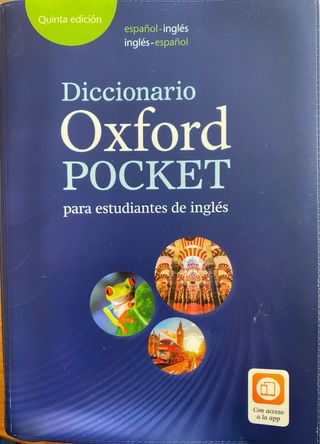 Quinta edición
español-inglés
inglés-español
Diccionario
Oxford
POCKET
para estudiantes de inglés
Con acceso
a la app